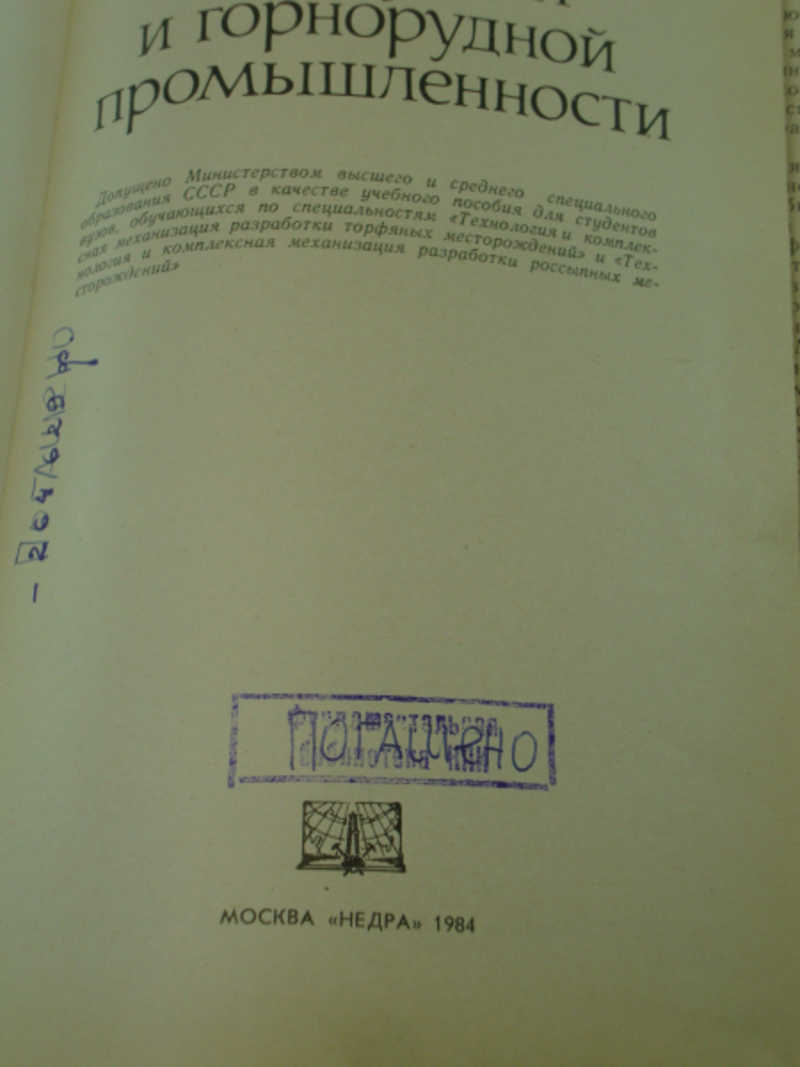 и горнорудной
промышленности
Допущено Министерством высшего и среднего специального
образования СССР в качестве учебного пособия для студентов
вузов, обучающихся по специальностям «Технология и комплек-
сная механизация разработки торфяных месторождений» и «Тех-
нология и комплексная механизация разработки россыпных ме-
сторождений»
ПОГАШЕНО
МОСКВА «НЕДРА» 1984